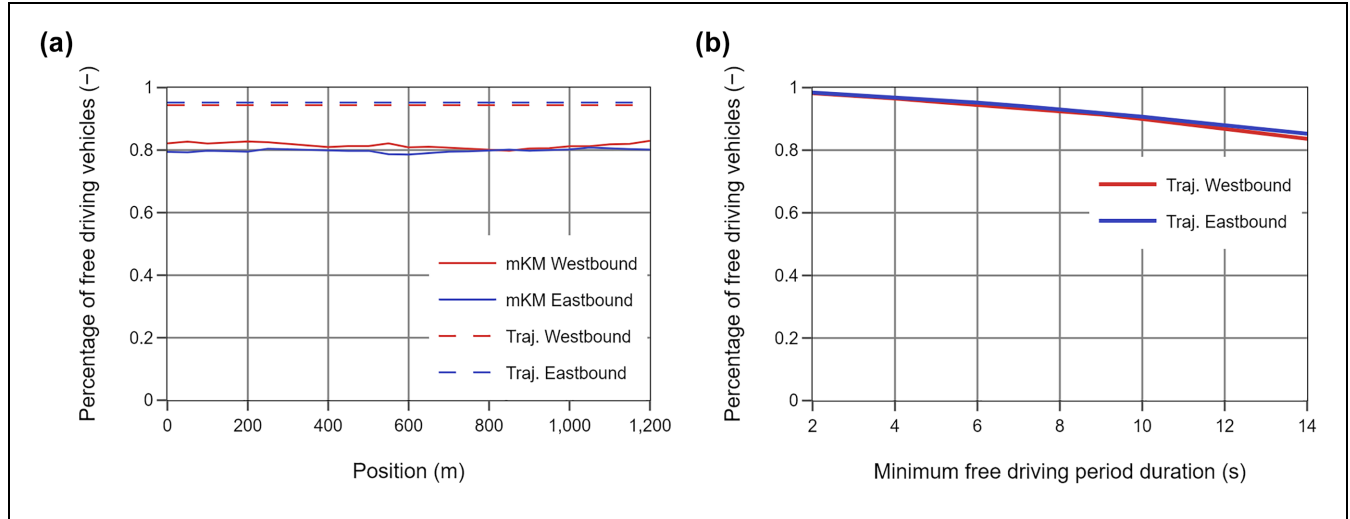 (a)
Percentage of free driving vehicles (−)
1
0.8
0.6
0.4
0.2
0
0 200 400 600 800 1,000 1,200
Position (m)
mKM Westbound
mKM Eastbound
Traj. Westbound
Traj. Eastbound
(b)
Percentage of free driving vehicles (−)
1
0.8
0.6
0.4
0.2
0
2 4 6 8 10 12 14
Minimum free driving period duration (s)
Traj. Westbound
Traj. Eastbound